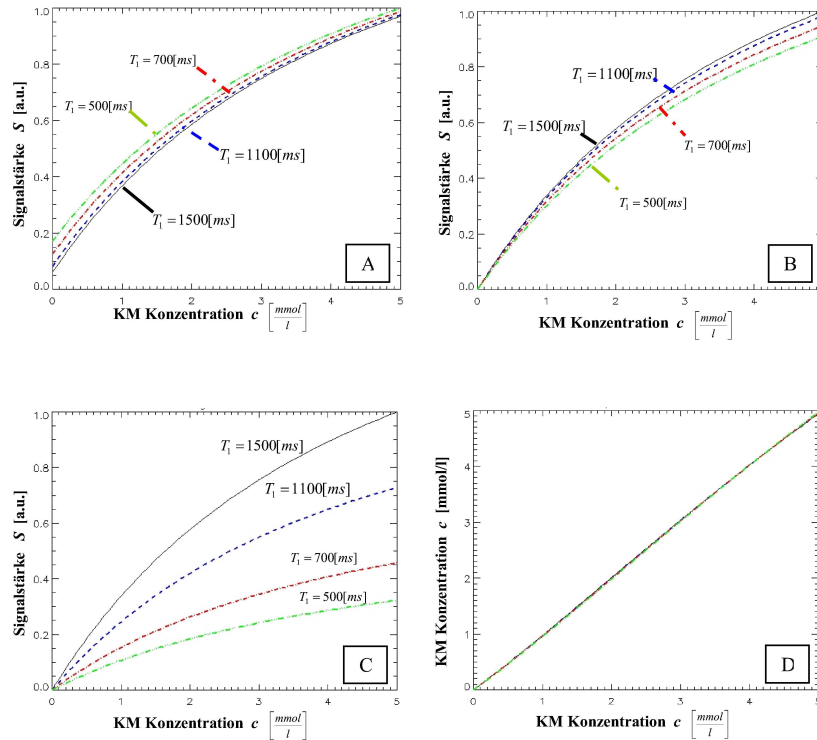 Signalstärke S [a.u.]
1.0
0.8
0.6
0.4
0.2
0.0
T₁ = 700[ms]
T₁ = 500[ms]
T₁ = 1100[ms]
T₁ = 1500[ms]
A
0 1 2 3 4 5
KM Konzentration c [mmol/l]
Signalstärke S [a.u.]
1.0
0.8
0.6
0.4
0.2
0.0
T₁ = 1100[ms]
T₁ = 1500[ms]
T₁ = 700[ms]
T₁ = 500[ms]
B
0 1 2 3 4
KM Konzentration c [mmol/l]
Signalstärke S [a.u.]
1.0
0.8
0.6
0.4
0.2
0.0
T₁ = 1500[ms]
T₁ = 1100[ms]
T₁ = 700[ms]
T₁ = 500[ms]
C
0 1 2 3 4 5
KM Konzentration c [mmol/l]
KM Konzentration c [mmol/l]
5
4
3
2
1
0
D
0 1 2 3 4 5
KM Konzentration c [mmol/l]